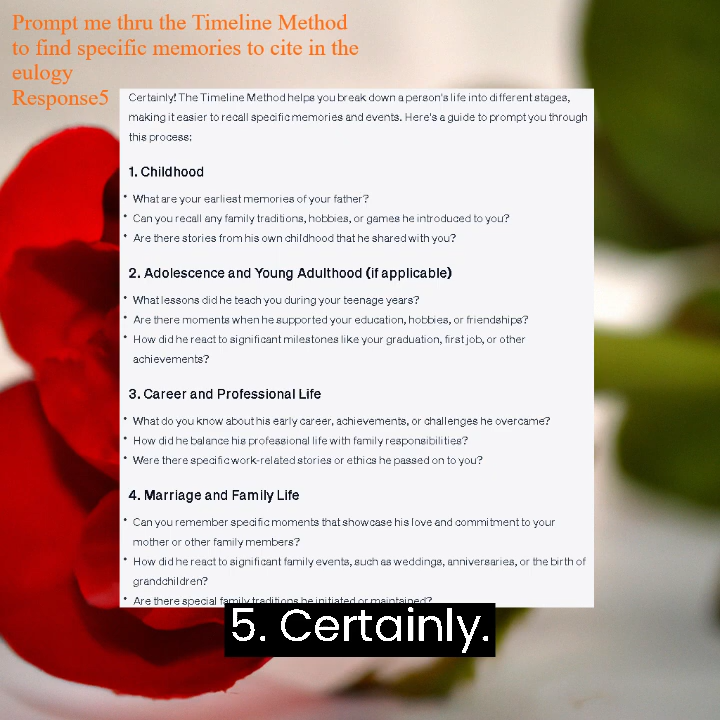 Prompt me thru the Timeline Method
to find specific memories to cite in the
eulogy
Response5
Certainly! The Timeline Method helps you break down a person's life into different stages,
making it easier to recall specific memories and events. Here's a guide to prompt you through
this process:
1. Childhood
• What are your earliest memories of your father?
• Can you recall any family traditions, hobbies, or games he introduced to you?
• Are there stories from his own childhood that he shared with you?
2. Adolescence and Young Adulthood (if applicable)
• What lessons did he teach you during your teenage years?
• Are there moments when he supported your education, hobbies, or friendships?
• How did he react to significant milestones like your graduation, first job, or other
achievements?
3. Career and Professional Life
• What do you know about his early career, achievements, or challenges he overcame?
• How did he balance his professional life with family responsibilities?
• Were there specific work-related stories or ethics he passed on to you?
4. Marriage and Family Life
• Can you remember specific moments that showcase his love and commitment to your
mother or other family members?
• How did he react to significant family events, such as weddings, anniversaries, or the birth of
grandchildren?
• Are there special family traditions he initiated or maintained?
5. Certainly.